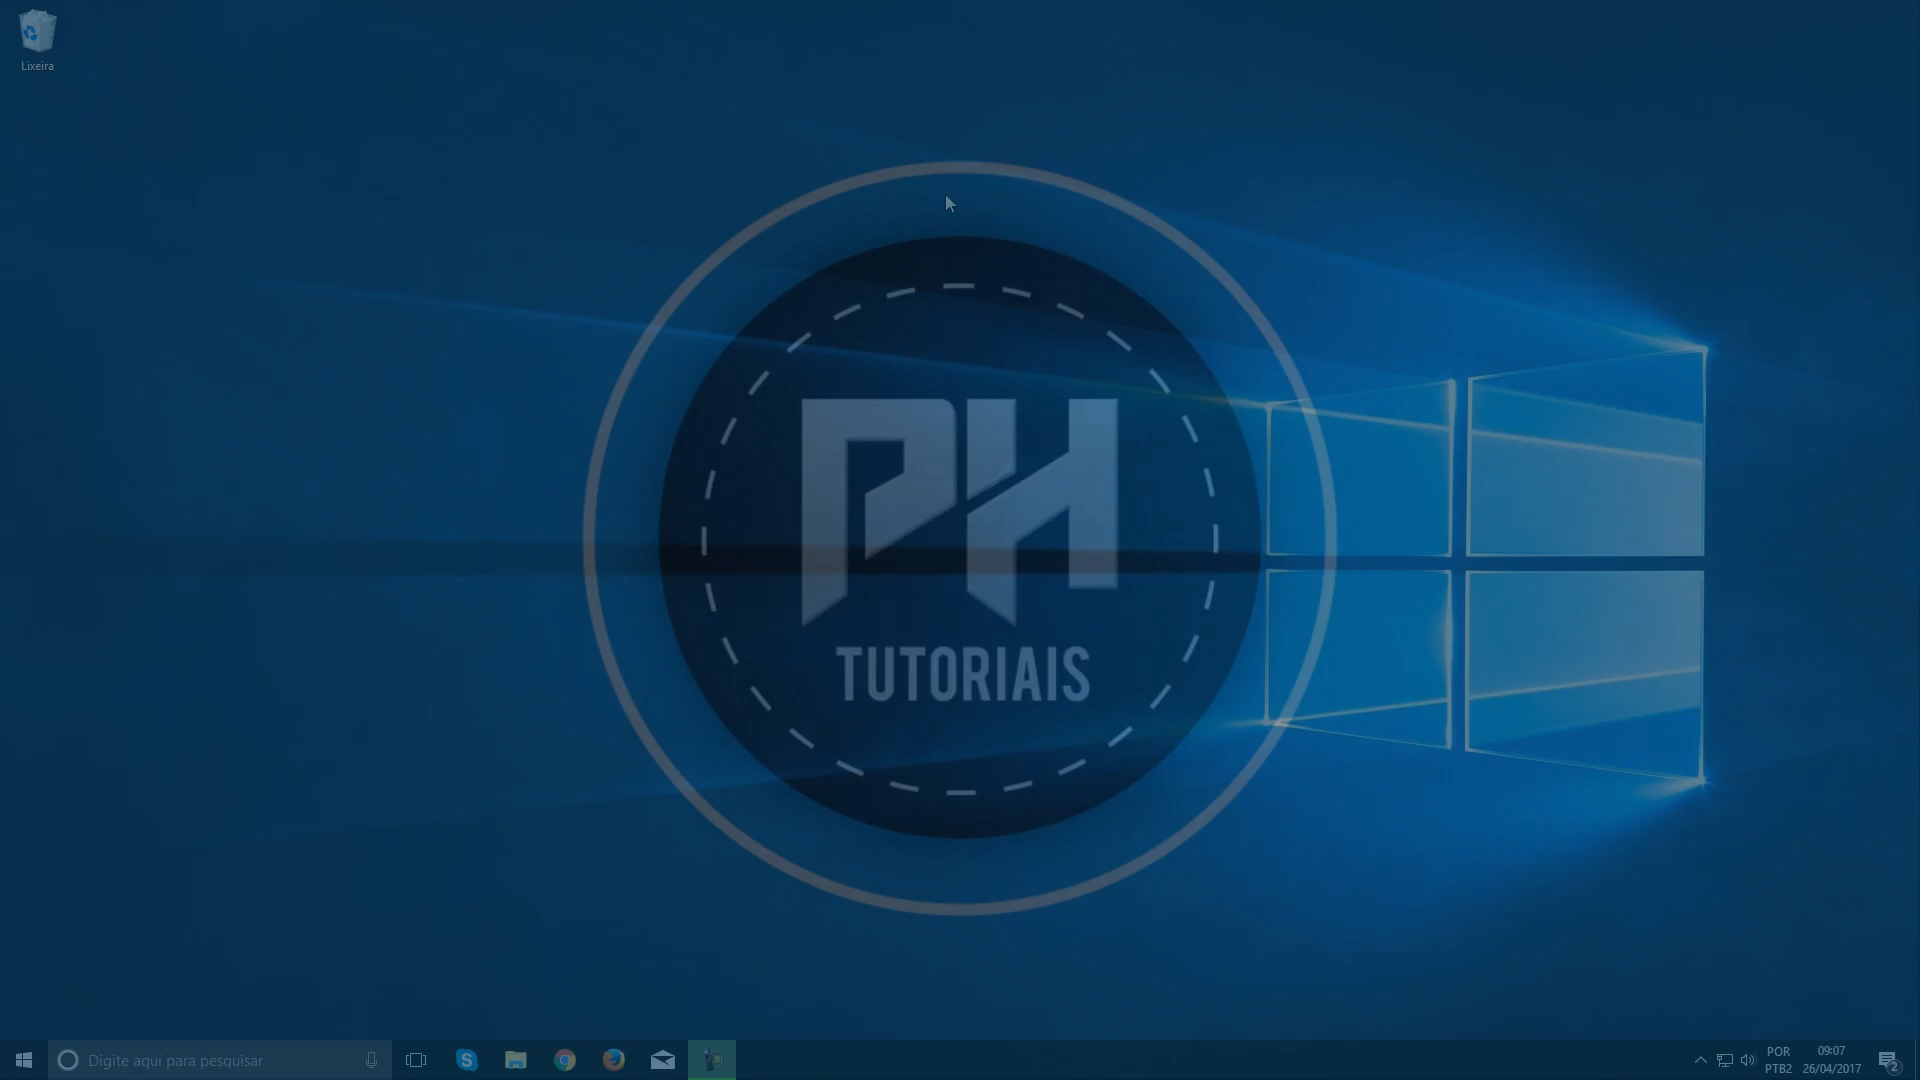 Lixeira
PH
TUTORIAIS
Digite aqui para pesquisar
POR
PTB2
09:07
26/04/2017
2